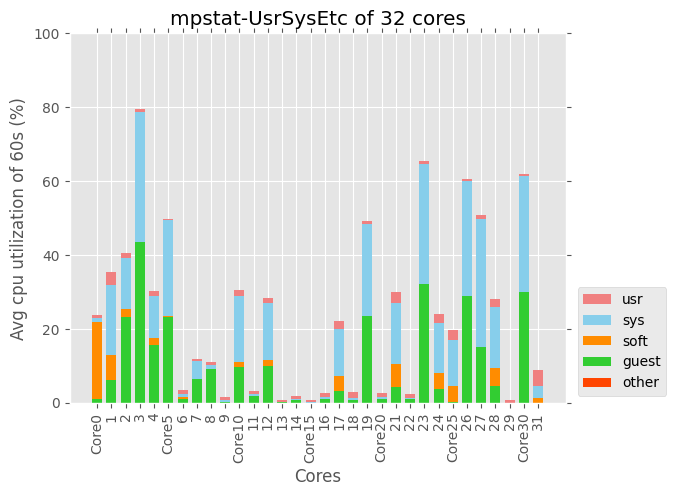 mpstat-UsrSysEtc of 32 cores
Avg cpu utilization of 60s (%)
100
80
60
40
20
0
Core0
1
2
3
4
Core5
6
7
8
9
Core10
11
12
13
14
Core15
16
17
18
19
Core20
21
22
23
24
Core25
26
27
28
29
Core30
31
Cores
usr
sys
soft
guest
other